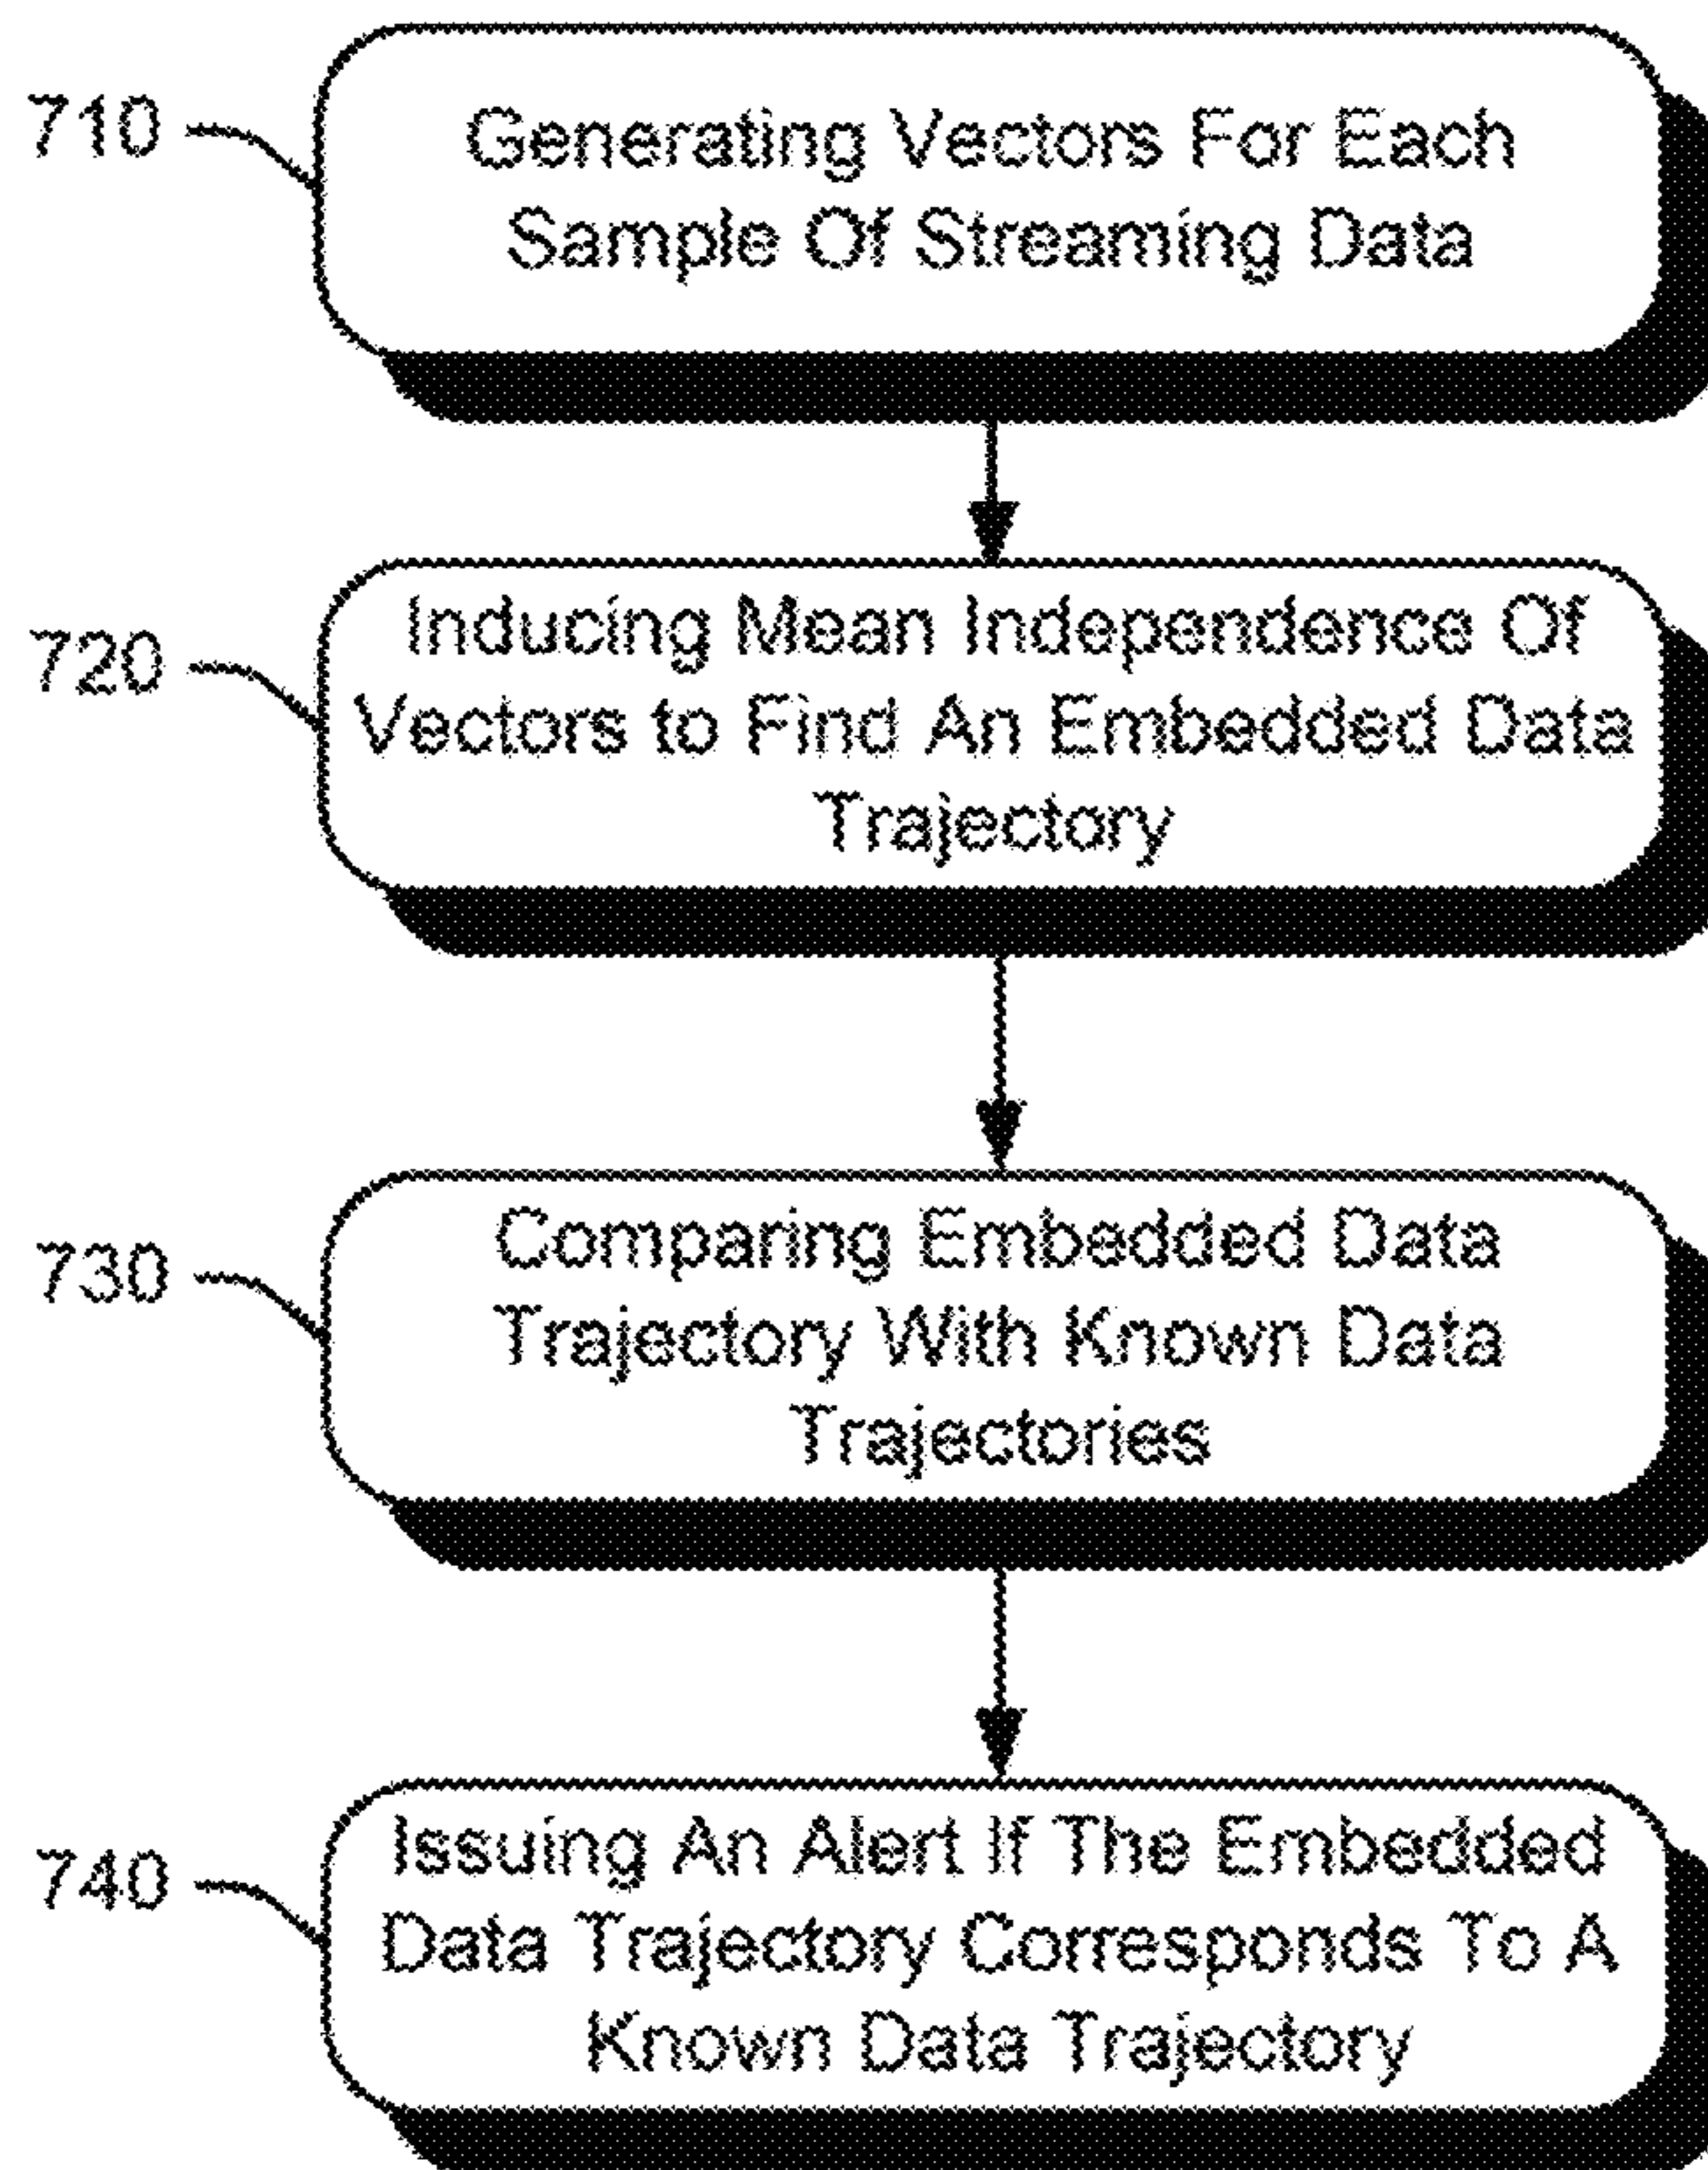 710
Generating Vectors For Each
Sample Of Streaming Data
720
Inducing Mean Independence Of
Vectors to Find An Embedded Data
Trajectory
730
Comparing Embedded Data
Trajectory With Known Data
Trajectories
740
Issuing An Alert If The Embedded
Data Trajectory Corresponds To A
Known Data Trajectory